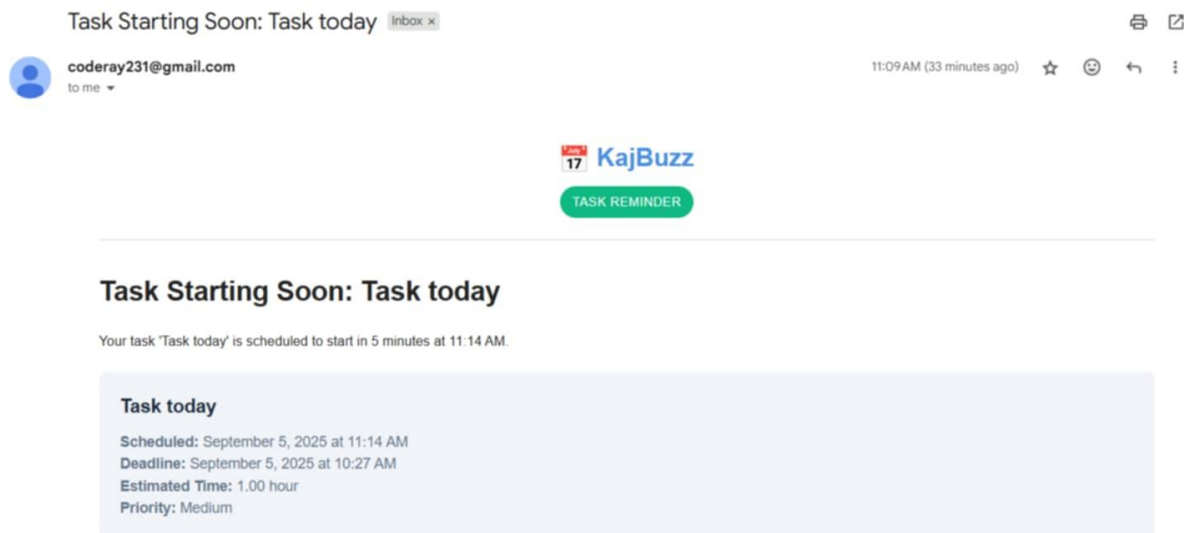 Task Starting Soon: Task today Inbox ×
coderay231@gmail.com 11:09 AM (33 minutes ago)
to me
July 17 KajBuzz
TASK REMINDER
Task Starting Soon: Task today
Your task 'Task today' is scheduled to start in 5 minutes at 11:14 AM.
Task today
Scheduled: September 5, 2025 at 11:14 AM
Deadline: September 5, 2025 at 10:27 AM
Estimated Time: 1.00 hour
Priority: Medium